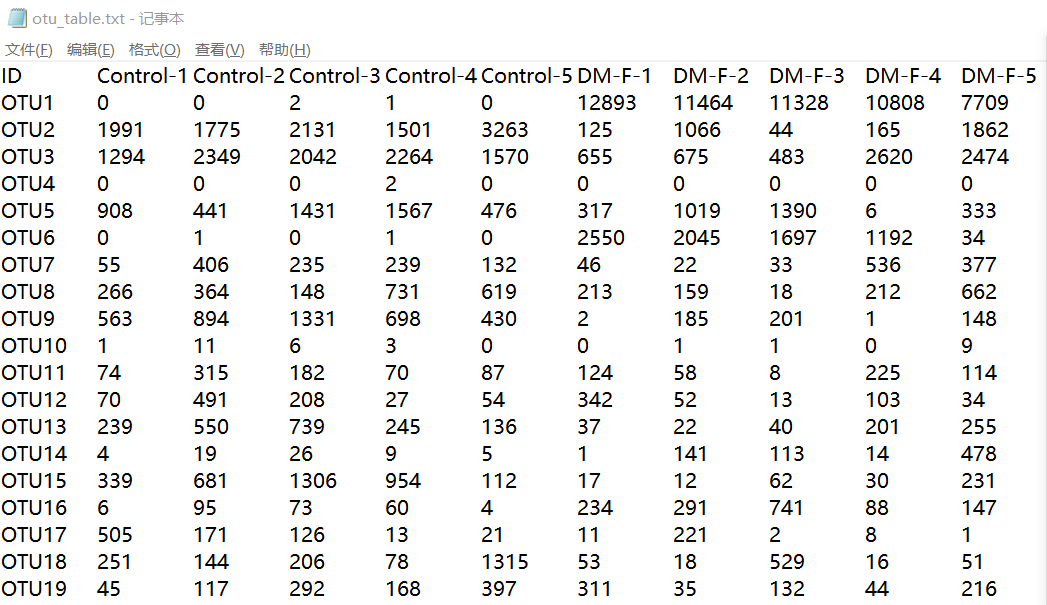 otu_table.txt - 记事本
文件(F) 编辑(E) 格式(O) 查看(V) 帮助(H)
ID Control-1 Control-2 Control-3 Control-4 Control-5 DM-F-1 DM-F-2 DM-F-3 DM-F-4 DM-F-5
OTU1 0 0 2 1 0 12893 11464 11328 10808 7709
OTU2 1991 1775 2131 1501 3263 125 1066 44 165 1862
OTU3 1294 2349 2042 2264 1570 655 675 483 2620 2474
OTU4 0 0 0 2 0 0 0 0 0 0
OTU5 908 441 1431 1567 476 317 1019 1390 6 333
OTU6 0 1 0 1 0 2550 2045 1697 1192 34
OTU7 55 406 235 239 132 46 22 33 536 377
OTU8 266 364 148 731 619 213 159 18 212 662
OTU9 563 894 1331 698 430 2 185 201 1 148
OTU10 1 11 6 3 0 0 1 1 0 9
OTU11 74 315 182 70 87 124 58 8 225 114
OTU12 70 491 208 27 54 342 52 13 103 34
OTU13 239 550 739 245 136 37 22 40 201 255
OTU14 4 19 26 9 5 1 141 113 14 478
OTU15 339 681 1306 954 112 17 12 62 30 231
OTU16 6 95 73 60 4 234 291 741 88 147
OTU17 505 171 126 13 21 11 221 2 8 1
OTU18 251 144 206 78 1315 53 18 529 16 51
OTU19 45 117 292 168 397 311 35 132 44 216